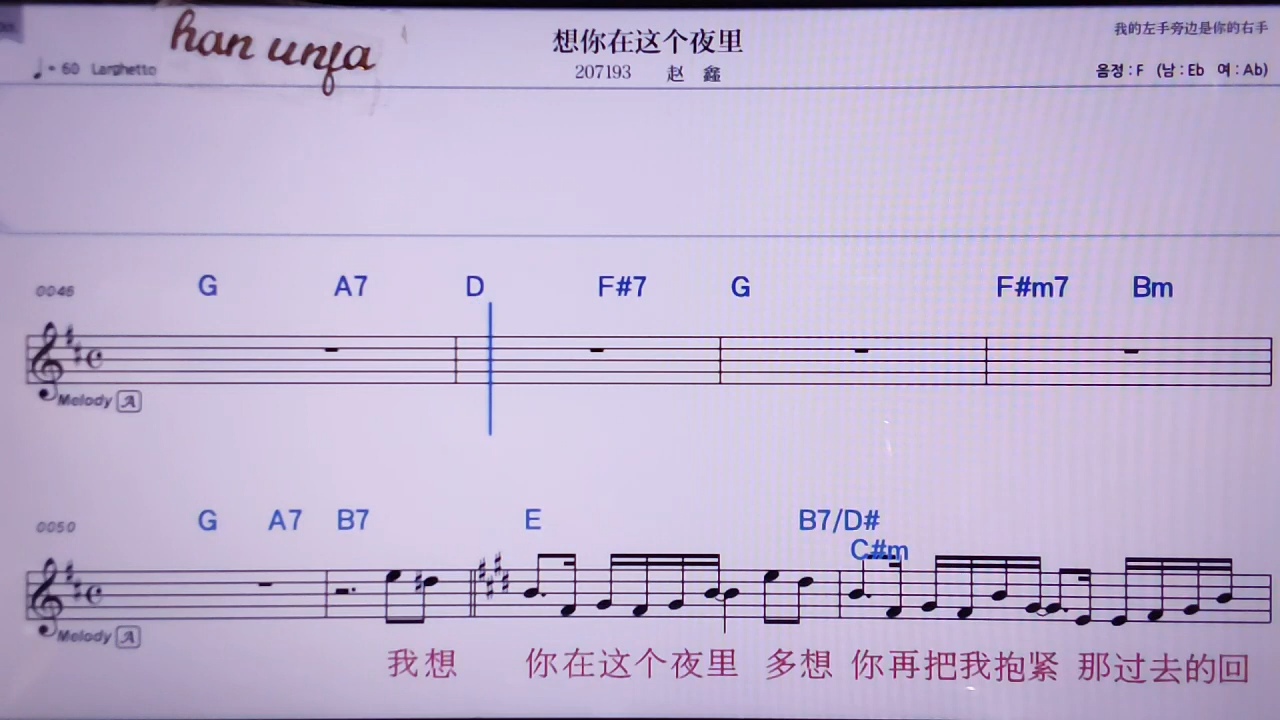 han unja
想你在这个夜里
我的左手旁边是你的右手
♩= 60 Larghetto
207193 赵 鑫
음정 : F (남 : Eb 여 : Ab)
0046 G A7 D F#7 G F#m7 Bm
Melody A
0050 G A7 B7 E B7/D#
C#m
Melody A
我想 你在这个夜里 多想 你再把我抱紧 那过去的回